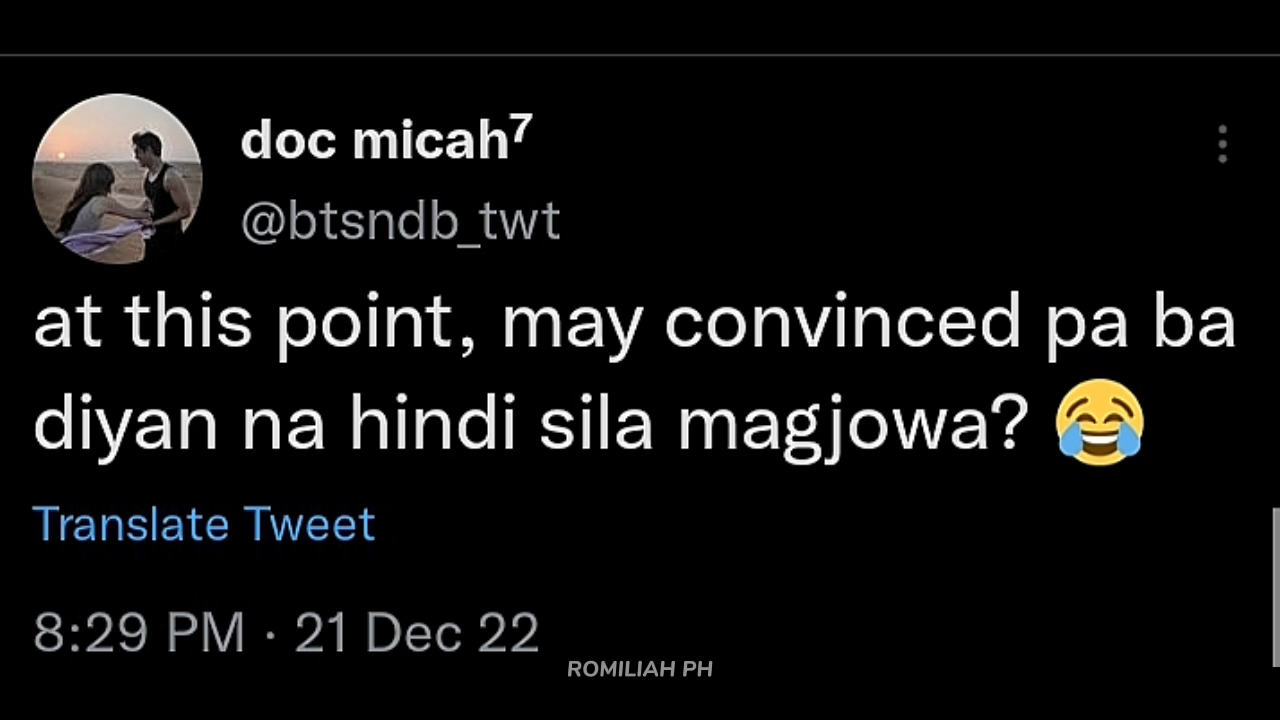 doc micah⁷
@btsndb_twt
at this point, may convinced pa ba
diyan na hindi sila magjowa? 😂
Translate Tweet
8:29 PM · 21 Dec 22
ROMILIAH PH